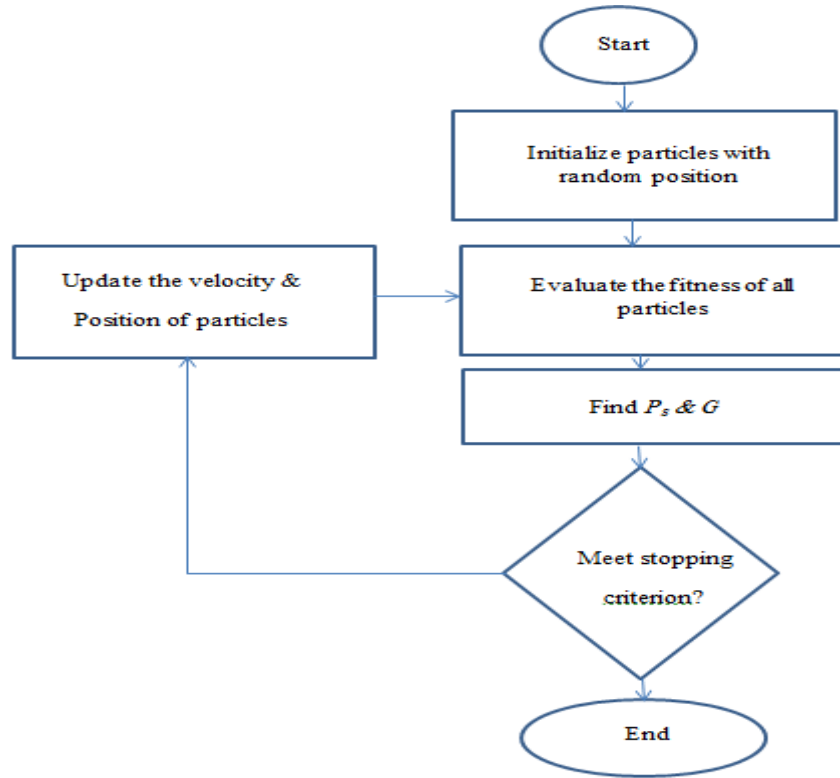 Start
Initialize particles with
random position
Update the velocity &
Position of particles
Evaluate the fitness of all
particles
Find Ps & G
Meet stopping
criterion?
End